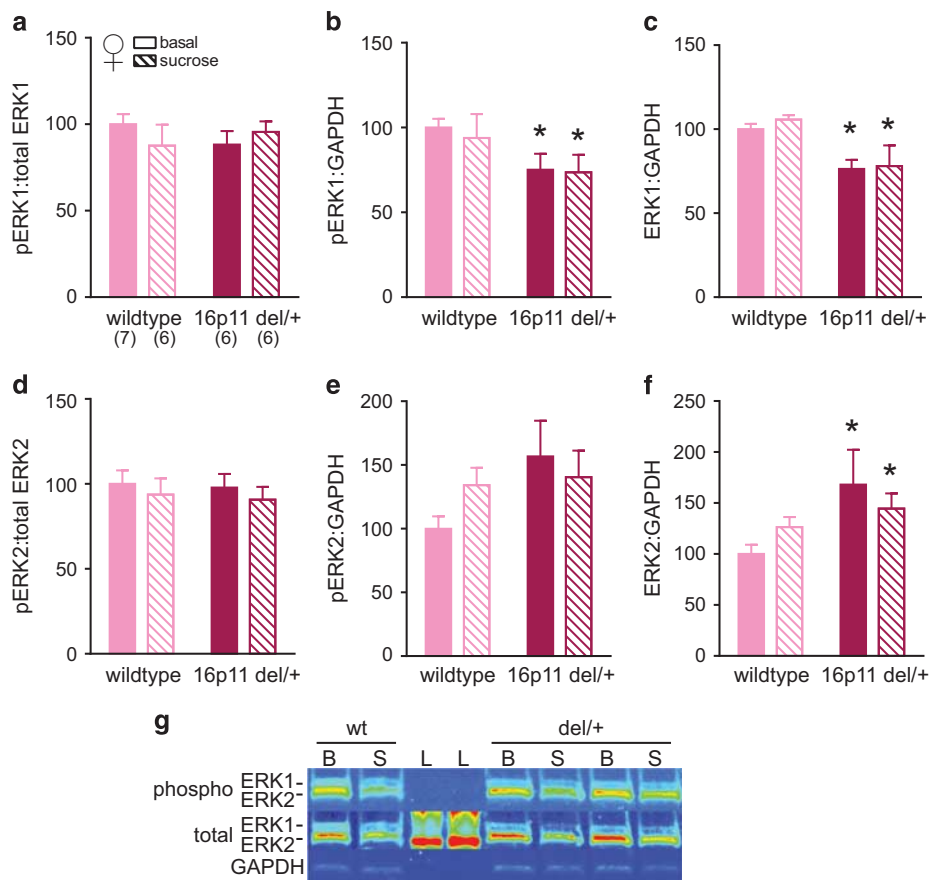 a
150
100
50
0
pERK1:total ERK1
basal
sucrose
wildtype 16p11 del/+
(7) (6) (6) (6)
b
150
100
50
0
pERK1:GAPDH
* *
wildtype 16p11 del/+
c
150
100
50
0
ERK1:GAPDH
* *
wildtype 16p11 del/+
d
150
100
50
0
pERK2:total ERK2
wildtype 16p11 del/+
e
200
150
100
50
0
pERK2:GAPDH
wildtype 16p11 del/+
f
250
200
150
100
50
0
ERK2:GAPDH
* *
wildtype 16p11 del/+
g
wt del/+
B S L L B S B S
phospho ERK1-
ERK2-
total ERK1-
ERK2-
GAPDH